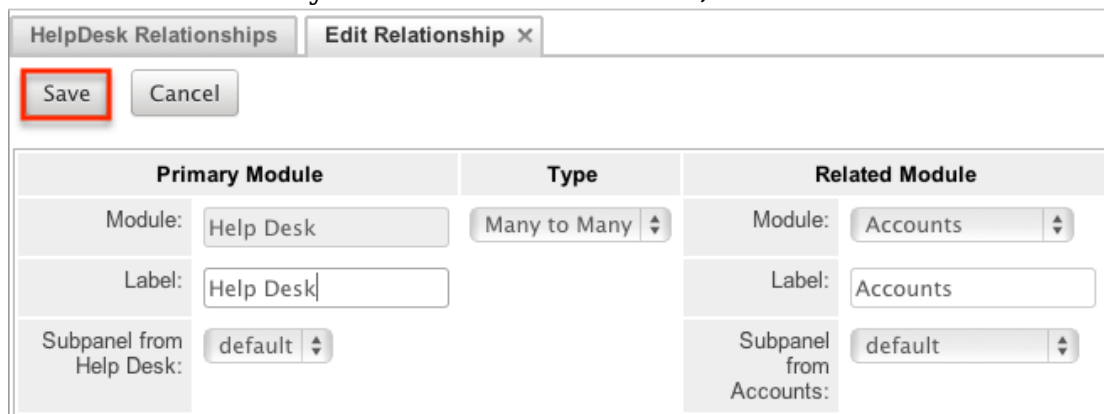 HelpDesk Relationships Edit Relationship ×
Save Cancel
Primary Module Type Related Module
Module: Help Desk Many to Many Module: Accounts
Label: Help Desk Label: Accounts
Subpanel from default Subpanel default
Help Desk: from
Accounts: